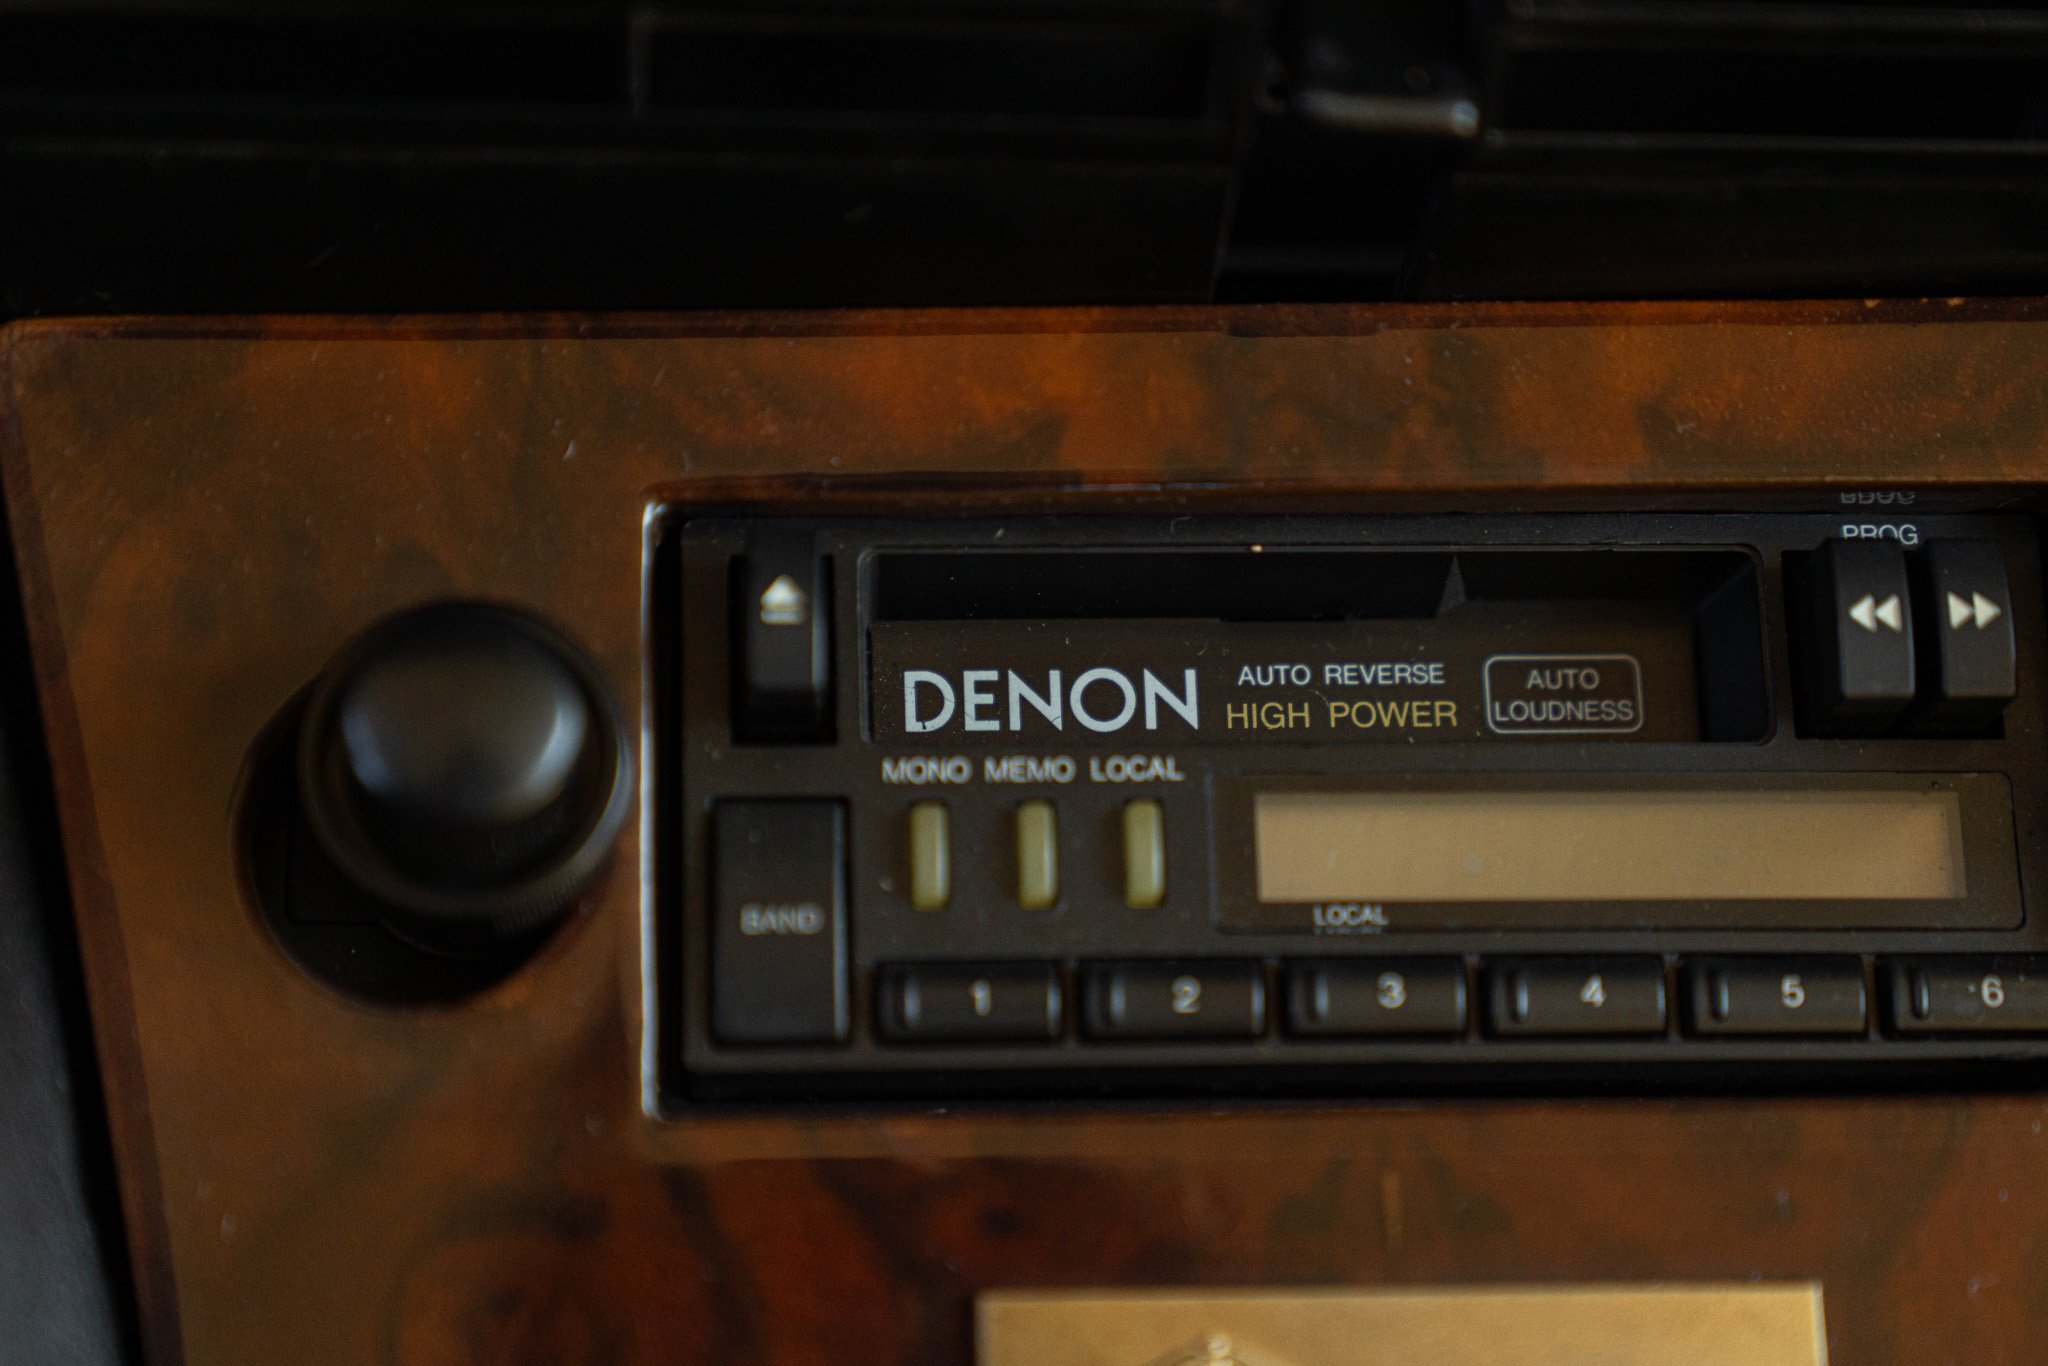 PROG
DENON
AUTO REVERSE
HIGH POWER
AUTO
LOUDNESS
MONO MEMO LOCAL
BAND
LOCAL
1 2 3 4 5 6